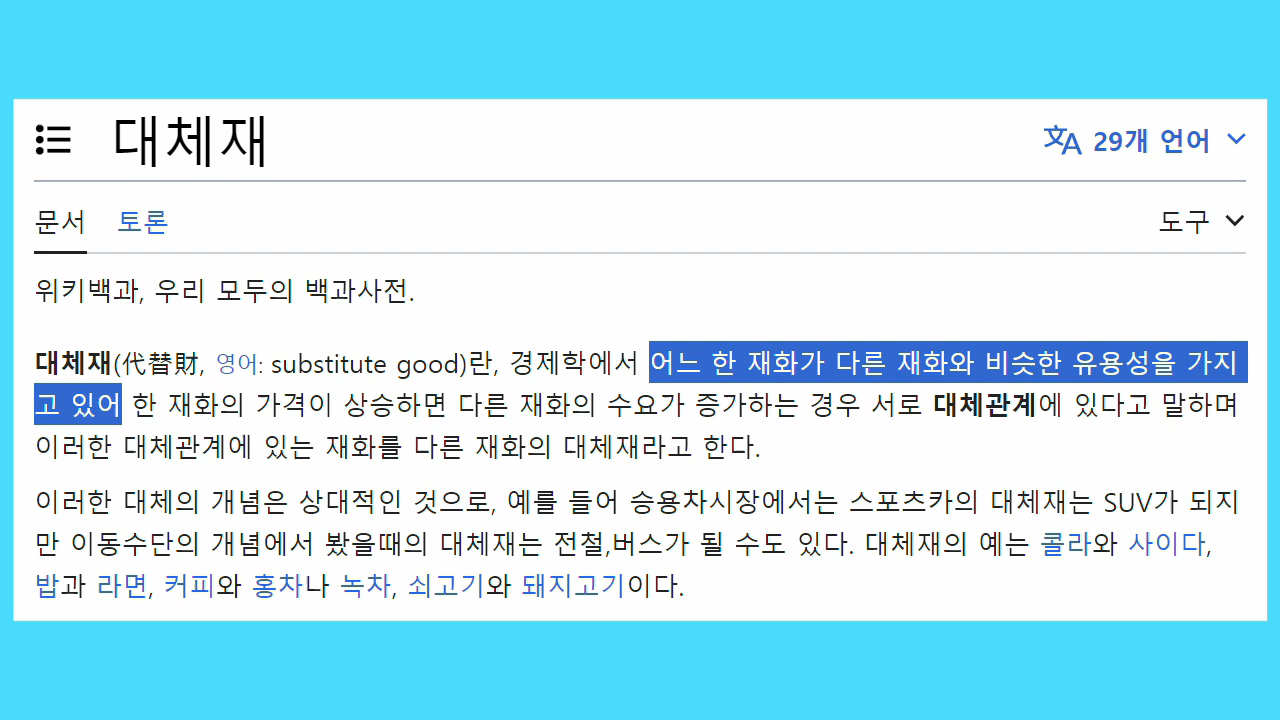 대체재
文A 29개 언어
문서 토론 도구
위키백과, 우리 모두의 백과사전.
대체재(代替財, 영어: substitute good)란, 경제학에서 어느 한 재화가 다른 재화와 비슷한 유용성을 가지
고 있어 한 재화의 가격이 상승하면 다른 재화의 수요가 증가하는 경우 서로 대체관계에 있다고 말하며
이러한 대체관계에 있는 재화를 다른 재화의 대체재라고 한다.
이러한 대체의 개념은 상대적인 것으로, 예를 들어 승용차시장에서는 스포츠카의 대체재는 SUV가 되지
만 이동수단의 개념에서 봤을때의 대체재는 전철,버스가 될 수도 있다. 대체재의 예는 콜라와 사이다,
밥과 라면, 커피와 홍차나 녹차, 쇠고기와 돼지고기이다.